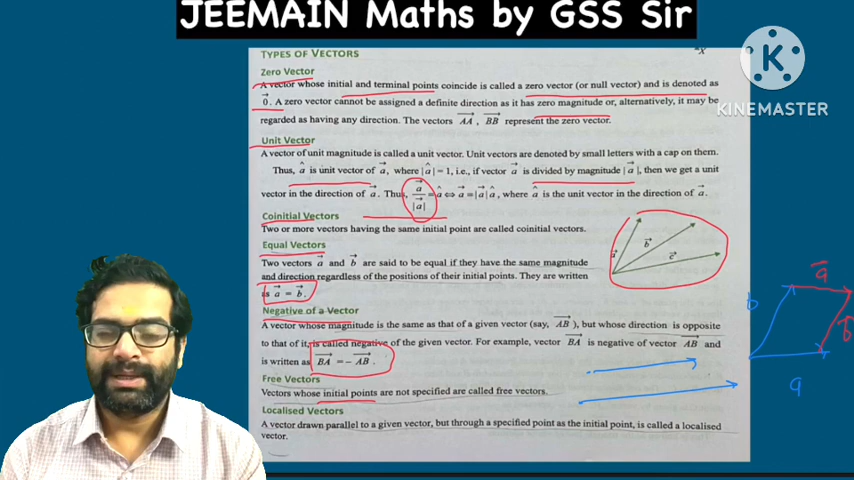 JEEMAIN Maths by GSS Sir
KINEMASTER
TYPES OF VECTORS
Zero Vector
A vector whose initial and terminal points coincide is called a zero vector (or null vector) and is denoted as
0⃗. A zero vector cannot be assigned a definite direction as it has zero magnitude or, alternatively, it may be
regarded as having any direction. The vectors AA⃗, BB⃗ represent the zero vector.
Unit Vector
A vector of unit magnitude is called a unit vector. Unit vectors are denoted by small letters with a cap on them.
Thus, â is unit vector of a⃗, where |â| = 1, i.e., if vector a⃗ is divided by magnitude |a⃗|, then we get a unit
vector in the direction of a⃗. Thus, a⃗/|a⃗| = â ⇔ a⃗ = |a⃗| â, where â is the unit vector in the direction of a⃗.
Coinitial Vectors
Two or more vectors having the same initial point are called coinitial vectors.
Equal Vectors
Two vectors a⃗ and b⃗ are said to be equal if they have the same magnitude
and direction regardless of the positions of their initial points. They are written
as a⃗ = b⃗.
Negative of a Vector
A vector whose magnitude is the same as that of a given vector (say, AB⃗), but whose direction is opposite
to that of it, is called negative of the given vector. For example, vector BA⃗ is negative of vector AB⃗ and
is written as BA⃗ = – AB⃗.
Free Vectors
Vectors whose initial points are not specified are called free vectors.
Localised Vectors
A vector drawn parallel to a given vector, but through a specified point as the initial point, is called a localised
vector.
a⃗
b⃗
c⃗
a
b
b
a